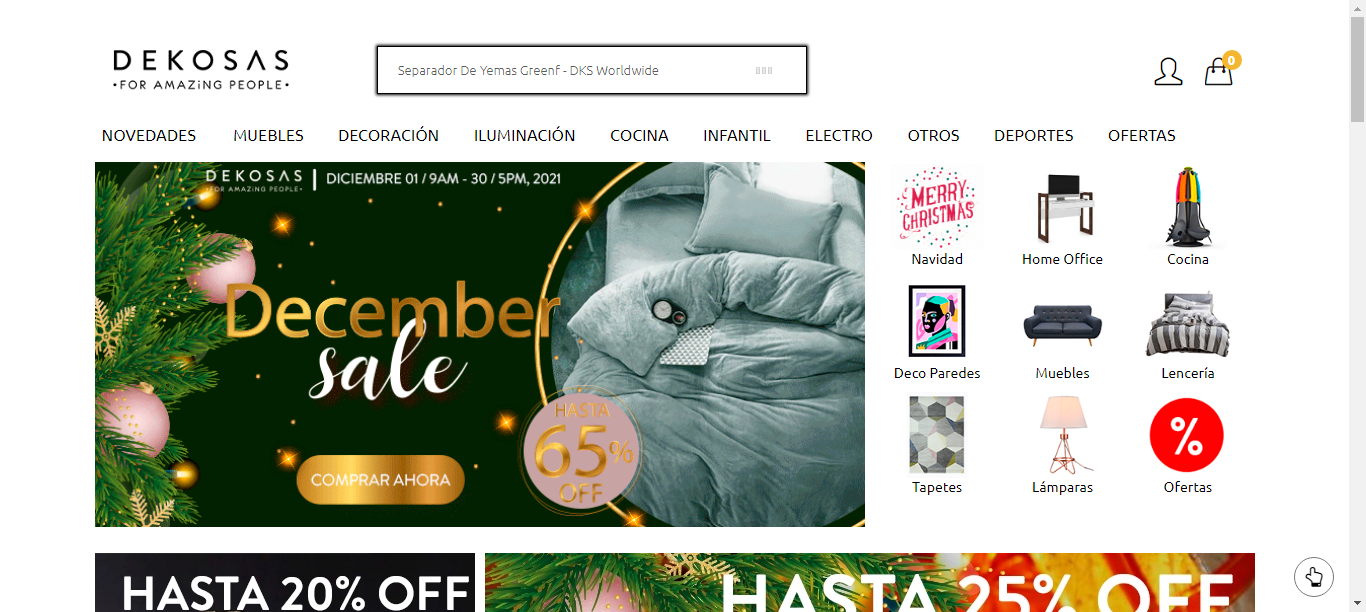 DEKOSAS
•FOR AMAZiNG PEOPLE•
Separador De Yemas Greenf - DKS Worldwide
0
NOVEDADES MUEBLES DECORACIÓN ILUMINACIÓN COCINA INFANTIL ELECTRO OTROS DEPORTES OFERTAS
DEKOSAS
•FOR AMAZiNG PEOPLE•
DICIEMBRE 01 / 9AM - 30 / 5PM, 2021
December
sale
HASTA
65%
OFF
COMPRAR AHORA
MERRY
CHRISTMAS
Navidad
Home Office
Cocina
Deco Paredes
Muebles
Lencería
Tapetes
Lámparas
%
Ofertas
HASTA 20% OFF
HASTA 25% OFF